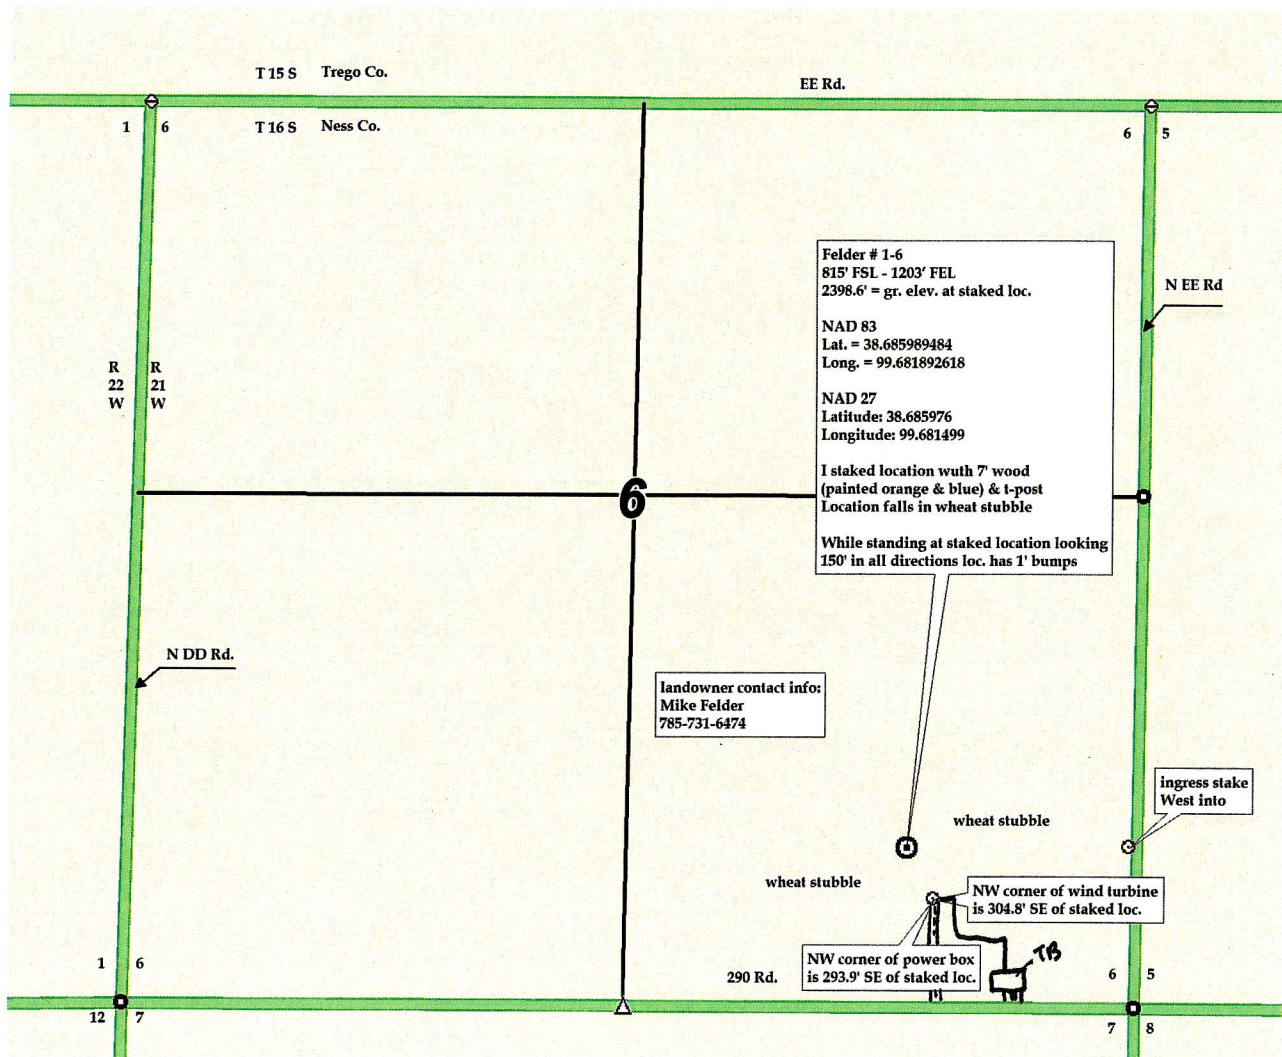 T 15 S Trego Co.
EE Rd.
1 6
T 16 S Ness Co.
6 5
Felder # 1-6
815' FSL - 1203' FEL
2398.6' = gr. elev. at staked loc.
NAD 83
Lat. = 38.685989484
Long. = 99.681892618
NAD 27
Latitude: 38.685976
Longitude: 99.681499
I staked location wuth 7' wood
(painted orange & blue) & t-post
Location falls in wheat stubble
While standing at staked location looking
150' in all directions loc. has 1' bumps
N EE Rd
R R
22 21
W W
6
N DD Rd.
landowner contact info:
Mike Felder
785-731-6474
ingress stake
West into
wheat stubble
wheat stubble
NW corner of wind turbine
is 304.8' SE of staked loc.
NW corner of power box
is 293.9' SE of staked loc.
TB
1 6
290 Rd.
6 5
12 7
7 8